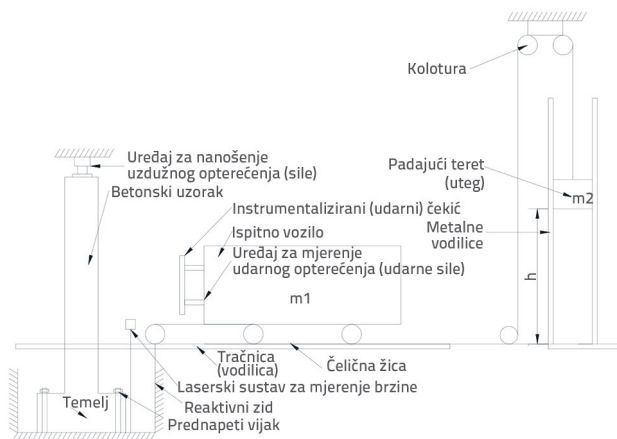 Kolotura
Uređaj za nanošenje
uzdužnog opterećenja (sile)
Betonski uzorak
Padajući teret
(uteg)
m2
Instrumentalizirani (udarni) čekić
Ispitno vozilo
Metalne
vodilice
Uređaj za mjerenje
udarnog opterećenja (udarne sile)
m1
h
Tračnica
(vodilica)
Čelična žica
Laserski sustav za mjerenje brzine
Temelj
Reaktivni zid
Prednapeti vijak